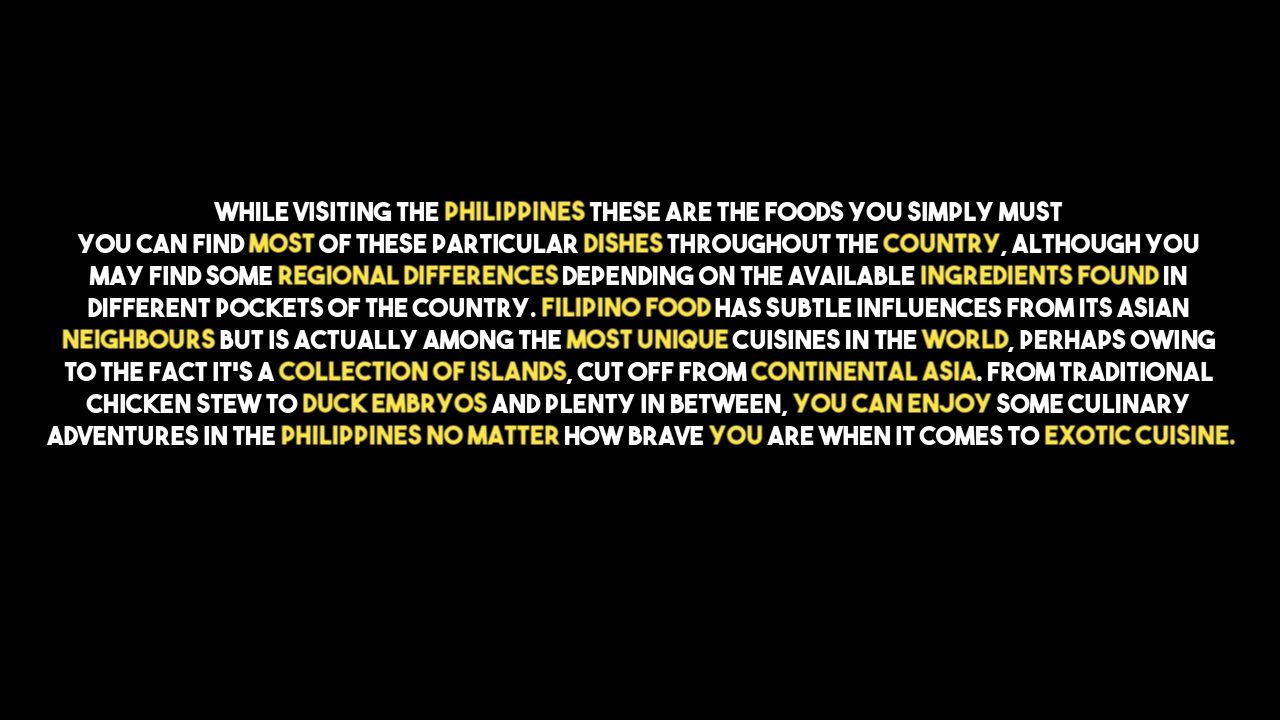 WHILE VISITING THE PHILIPPINES THESE ARE THE FOODS YOU SIMPLY MUST
YOU CAN FIND MOST OF THESE PARTICULAR DISHES THROUGHOUT THE COUNTRY, ALTHOUGH YOU
MAY FIND SOME REGIONAL DIFFERENCES DEPENDING ON THE AVAILABLE INGREDIENTS FOUND IN
DIFFERENT POCKETS OF THE COUNTRY. FILIPINO FOOD HAS SUBTLE INFLUENCES FROM ITS ASIAN
NEIGHBOURS BUT IS ACTUALLY AMONG THE MOST UNIQUE CUISINES IN THE WORLD, PERHAPS OWING
TO THE FACT IT'S A COLLECTION OF ISLANDS, CUT OFF FROM CONTINENTAL ASIA. FROM TRADITIONAL
CHICKEN STEW TO DUCK EMBRYOS AND PLENTY IN BETWEEN, YOU CAN ENJOY SOME CULINARY
ADVENTURES IN THE PHILIPPINES NO MATTER HOW BRAVE YOU ARE WHEN IT COMES TO EXOTIC CUISINE.